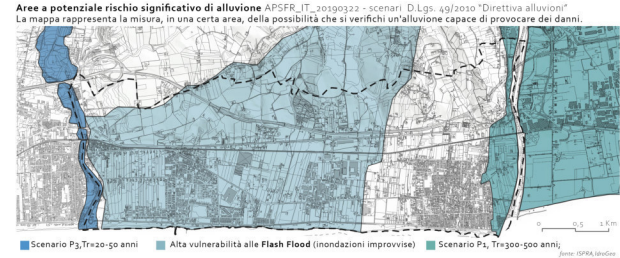 Aree a potenziale rischio significativo di alluvione APSFR_IT_20190322 - scenari D.Lgs. 49/2010 "Direttiva alluvioni"
La mappa rappresenta la misura, in una certa area, della possibilità che si verifichi un'alluvione capace di provocare dei danni.
0 0,5 1 Km
Scenario P3,Tr=20-50 anni Alta vulnerabilità alle Flash Flood (inondazioni improvvise) Scenario P1, Tr=300-500 anni;
fonte: ISPRA,IdroGeo